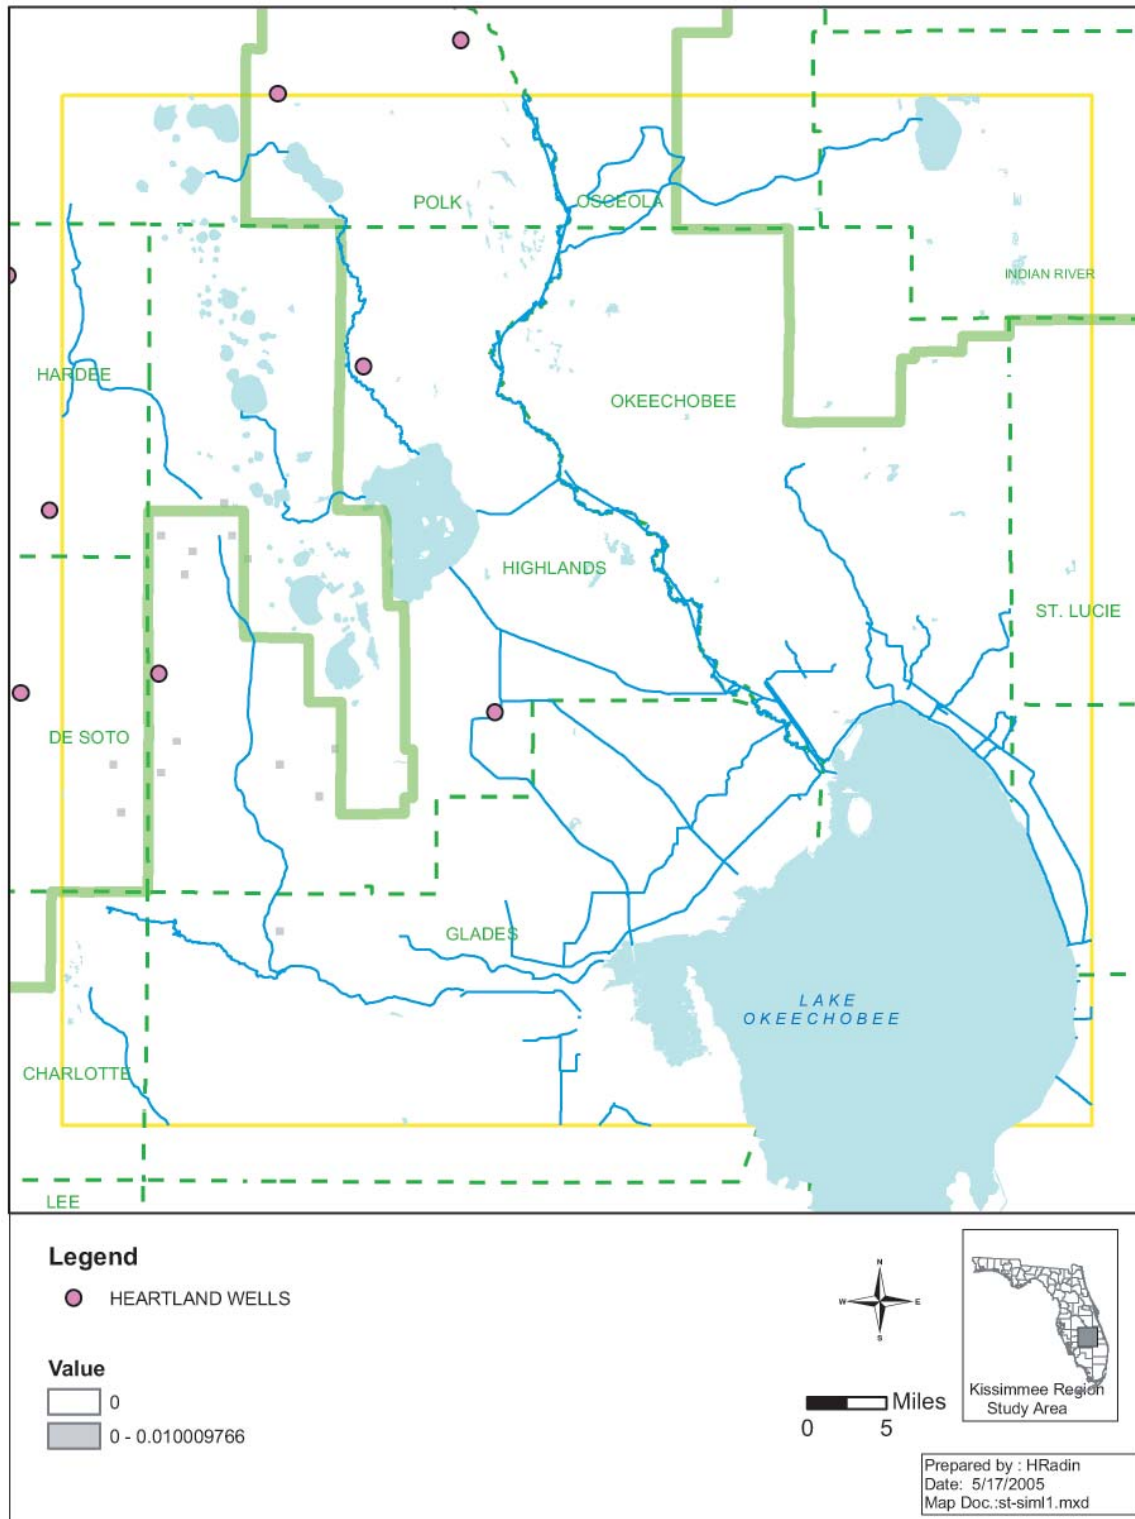 POLK
OSCEOLA
INDIAN RIVER
HARDEE
OKEECHOBEE
HIGHLANDS
ST. LUCIE
DE SOTO
GLADES
LAKE
OKEECHOBEE
CHARLOTTE
LEE
Legend
HEARTLAND WELLS
Value
0
0 - 0.010009766
N
W
E
S
Miles
0
5
Kissimmee Region
Study Area
Prepared by : HRadin
Date: 5/17/2005
Map Doc.:st-siml1.mxd